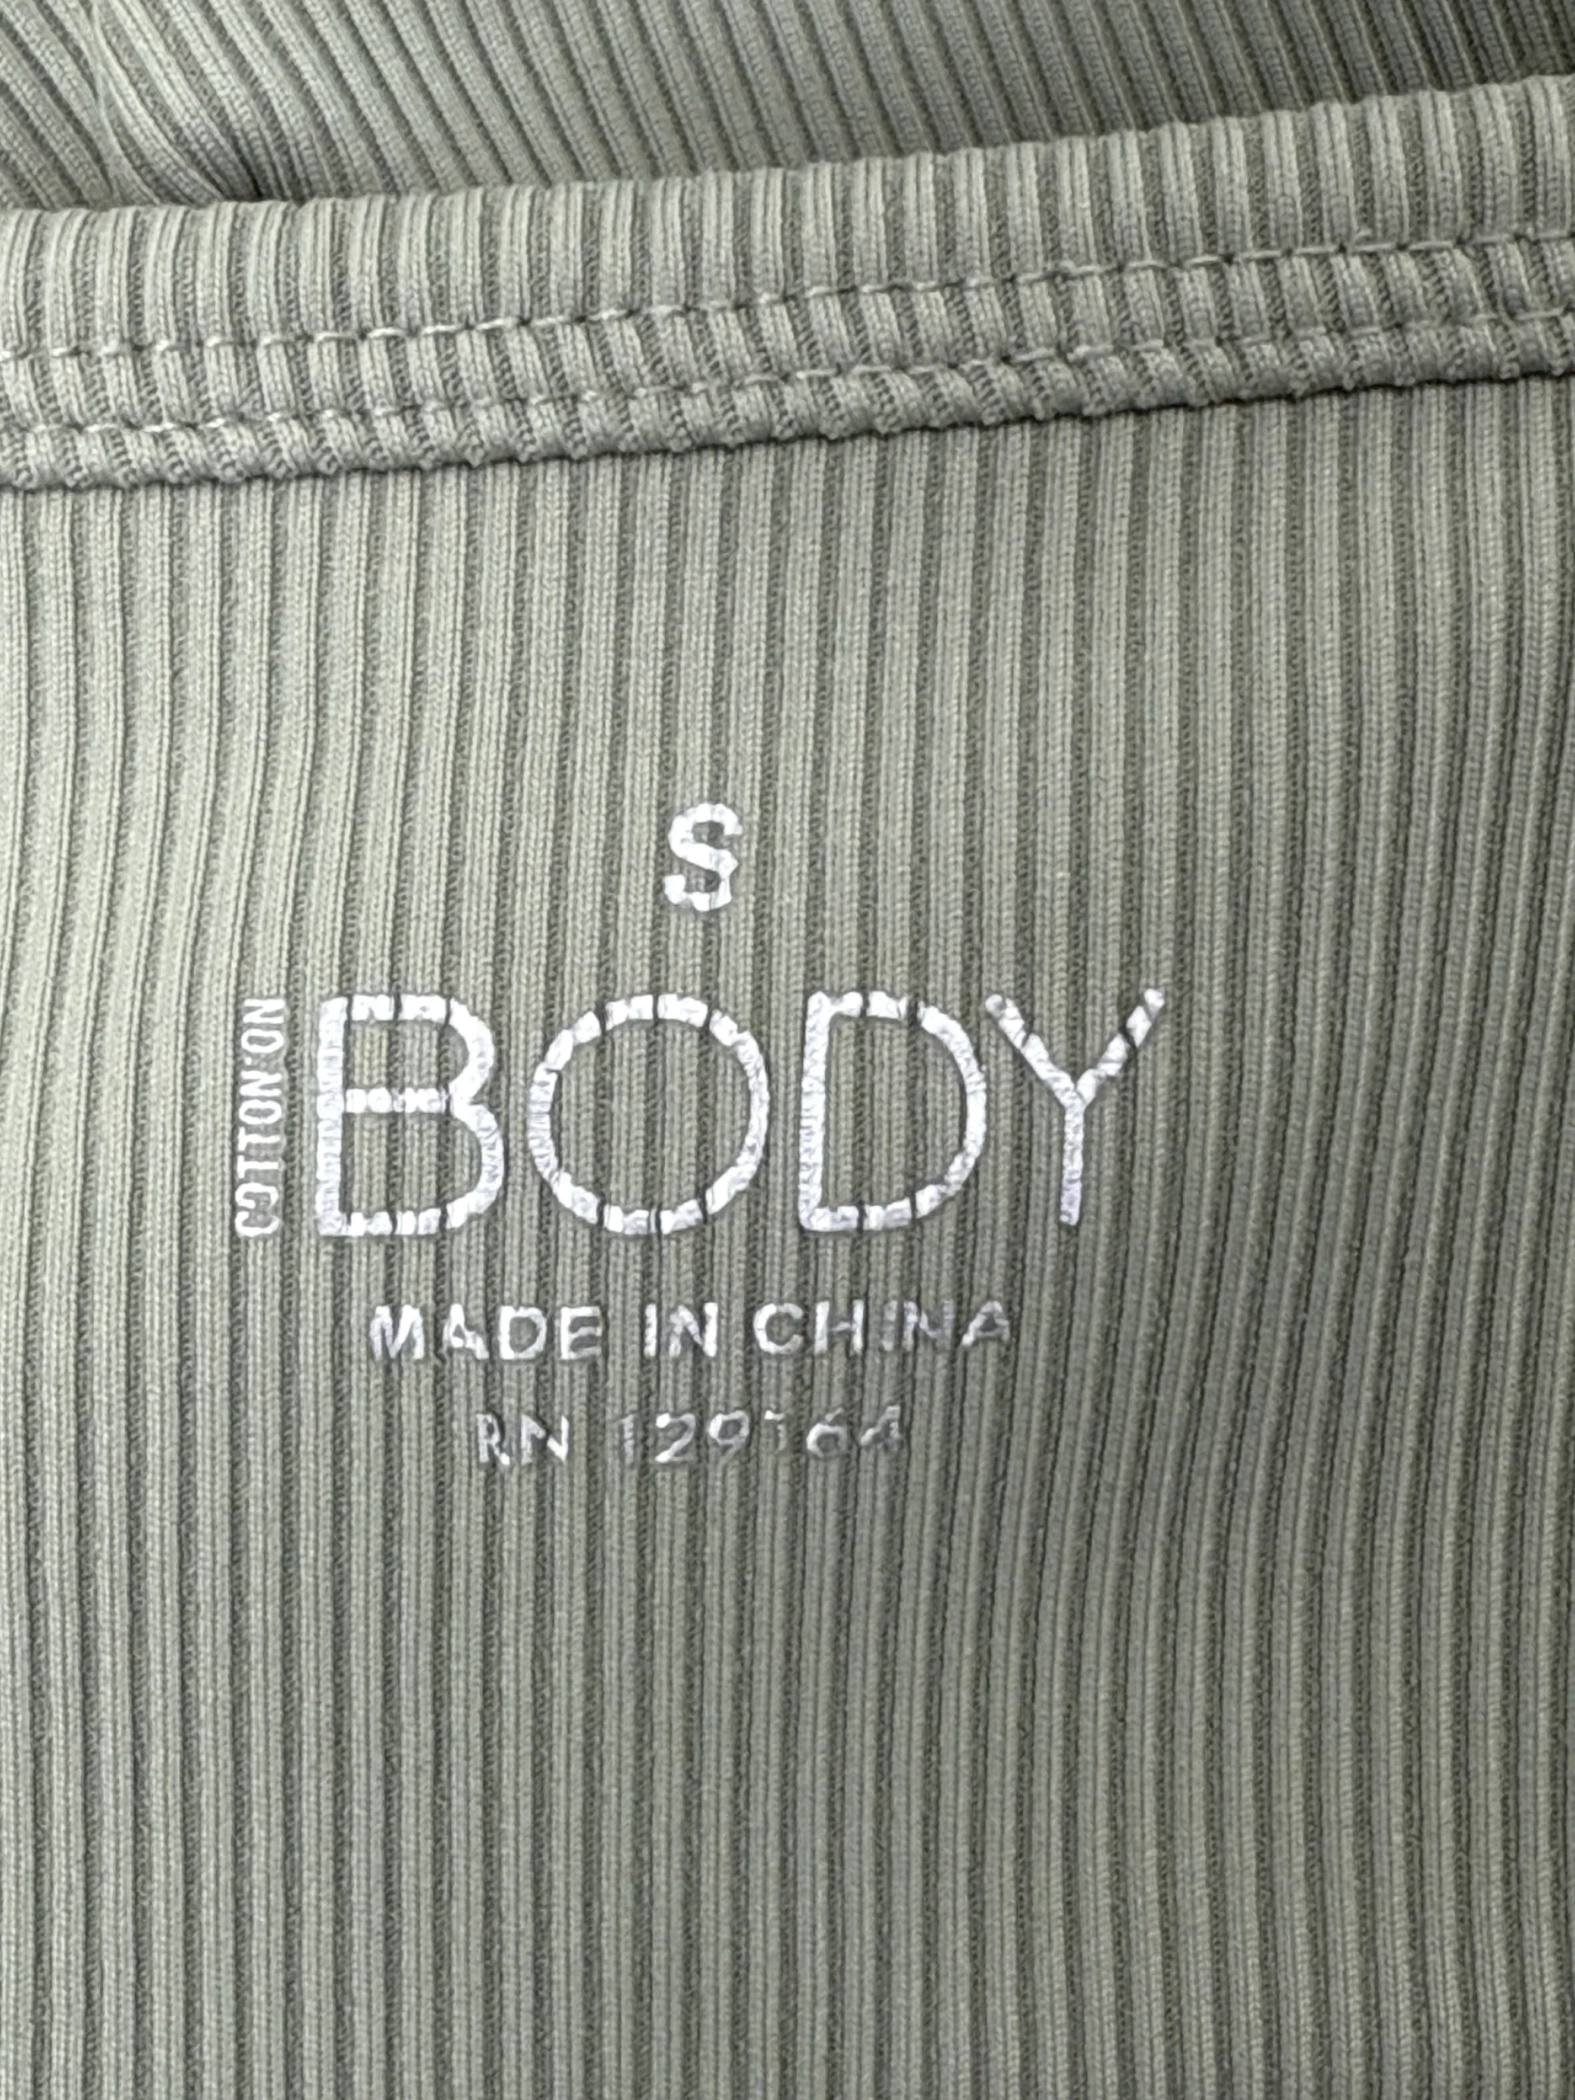 S
COTTON:ON
BODY
MADE IN CHINA
RN 129164